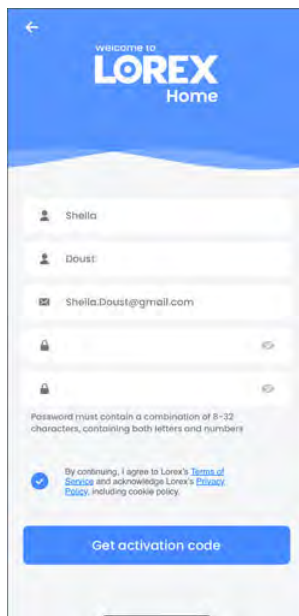 welcome to
LOREX
Home
Sheila
Doust
Sheila.Doust@gmail.com
Password must contain a combination of 8-32
characters, containing both letters and numbers
By continuing, I agree to Lorex's Terms of
Service and acknowledge Lorex's Privacy
Policy, including cookie policy.
Get activation code